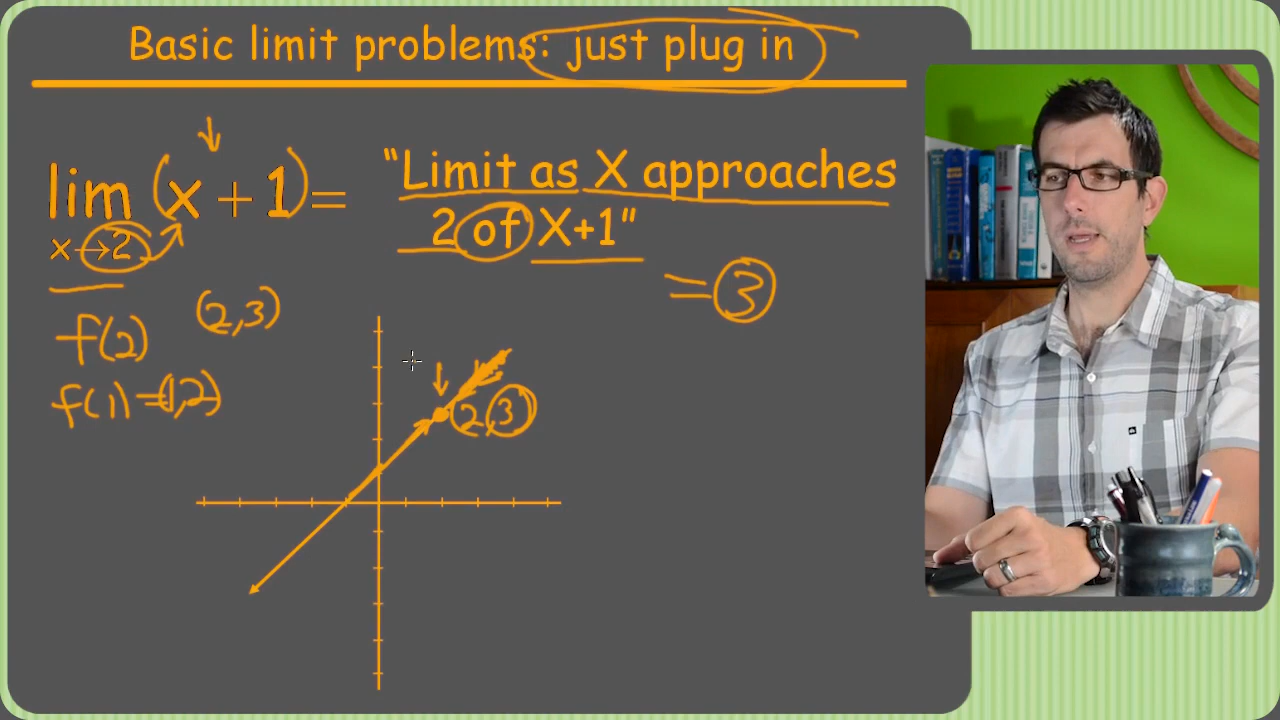 Basic limit problems: just plug in
lim (x + 1) =
x→2
"Limit as X approaches
2 of X+1"
= 3
f(2)
(2,3)
f(1)=(1,2)
(2,3)